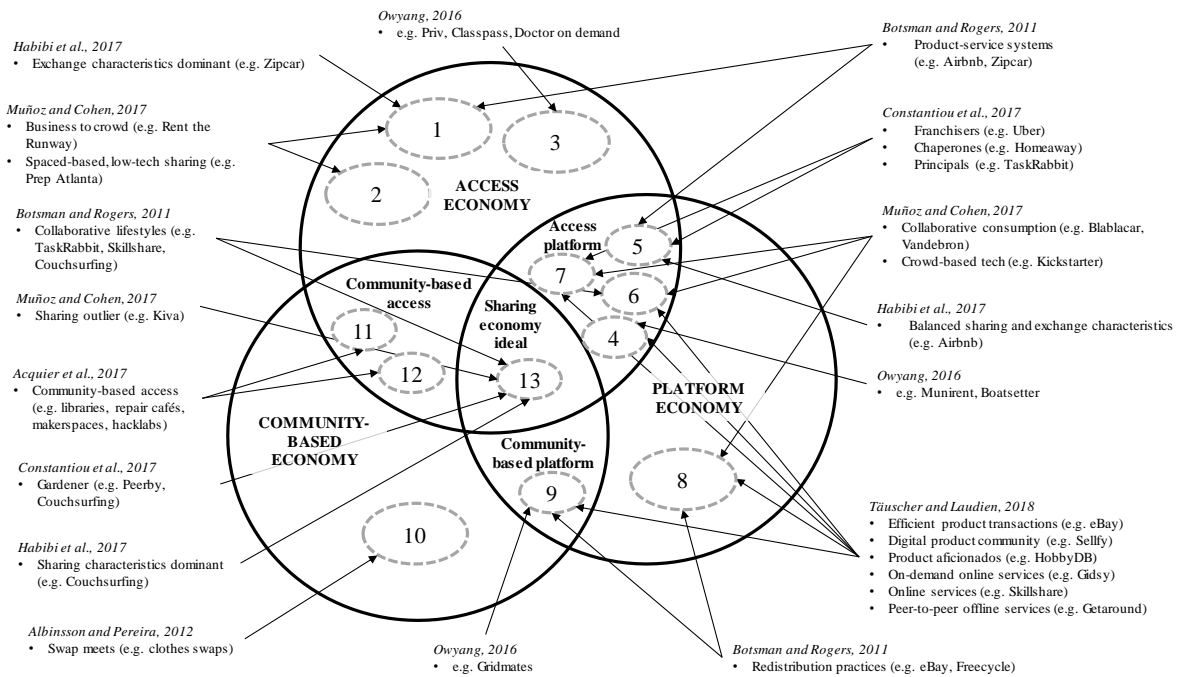 Owyang, 2016
• e.g. Priv, Classpass, Doctor on demand
Habibi et al., 2017
• Exchange characteristics dominant (e.g. Zipcar)
Muñoz and Cohen, 2017
• Business to crowd (e.g. Rent the
Runway)
• Spaced-based, low-tech sharing (e.g.
Prep Atlanta)
Botsman and Rogers, 2011
• Collaborative lifestyles (e.g.
TaskRabbit, Skillshare,
Couchsurfing)
Muñoz and Cohen, 2017
• Sharing outlier (e.g. Kiva)
Acquier et al., 2017
• Community-based access
(e.g. libraries, repair cafés,
makerspaces, hacklabs)
Constantiou et al., 2017
• Gardener (e.g. Peerby,
Couchsurfing)
Habibi et al., 2017
• Sharing characteristics dominant
(e.g. Couchsurfing)
Albinsson and Pereira, 2012
• Swap meets (e.g. clothes swaps)
1
3
2
ACCESS
ECONOMY
Access
platform
5
7
6
4
Community-based
access
Sharing
economy
ideal
11
12
13
PLATFORM
ECONOMY
COMMUNITY-
BASED
ECONOMY
Community-
based platform
8
9
10
Owyang, 2016
• e.g. Gridmates
Botsman and Rogers, 2011
• Product-service systems
(e.g. Airbnb, Zipcar)
Constantiou et al., 2017
• Franchisers (e.g. Uber)
• Chaperones (e.g. Homeaway)
• Principals (e.g. TaskRabbit)
Muñoz and Cohen, 2017
• Collaborative consumption (e.g. Blablacar,
Vandebron)
• Crowd-based tech (e.g. Kickstarter)
Habibi et al., 2017
• Balanced sharing and exchange characteristics
(e.g. Airbnb)
Owyang, 2016
• e.g. Munirent, Boatsetter
Täuscher and Laudien, 2018
• Efficient product transactions (e.g. eBay)
• Digital product community (e.g. Sellfy)
• Product aficionados (e.g. HobbyDB)
• On-demand online services (e.g. Gidsy)
• Online services (e.g. Skillshare)
• Peer-to-peer offline services (e.g. Getaround)
Botsman and Rogers, 2011
• Redistribution practices (e.g. eBay, Freecycle)